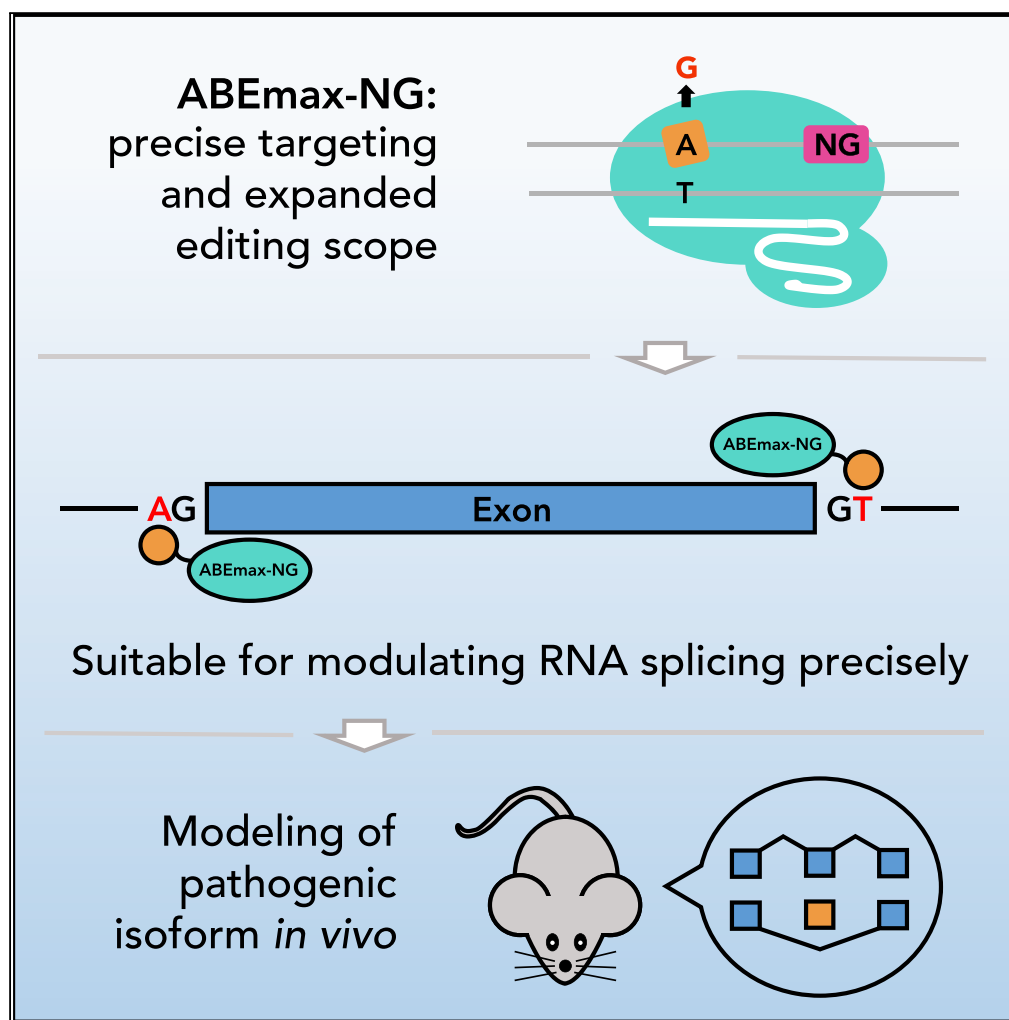 ABEmax-NG:
precise targeting
and expanded
editing scope
G
A
NG
T
ABEmax-NG
AG
Exon
GT
ABEmax-NG
Suitable for modulating RNA splicing precisely
Modeling of
pathogenic
isoform in vivo